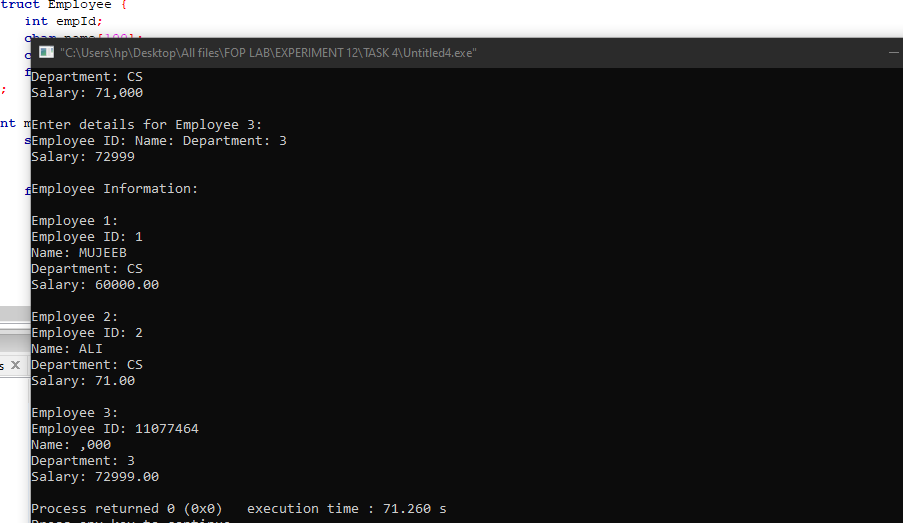 truct Employee {
int empId;
"C:\Users\hp\Desktop\All files\FOP LAB\EXPERIMENT 12\TASK 4\Untitled4.exe"
Department: CS
Salary: 71,000
;
Enter details for Employee 3:
nt m
Employee ID: Name: Department: 3
Salary: 72999
Employee Information:
Employee 1:
Employee ID: 1
Name: MUJEEB
Department: CS
Salary: 60000.00
Employee 2:
Employee ID: 2
Name: ALI
Department: CS
s X
Salary: 71.00
Employee 3:
Employee ID: 11077464
Name: ,000
Department: 3
Salary: 72999.00
Process returned 0 (0x0)   execution time : 71.260 s